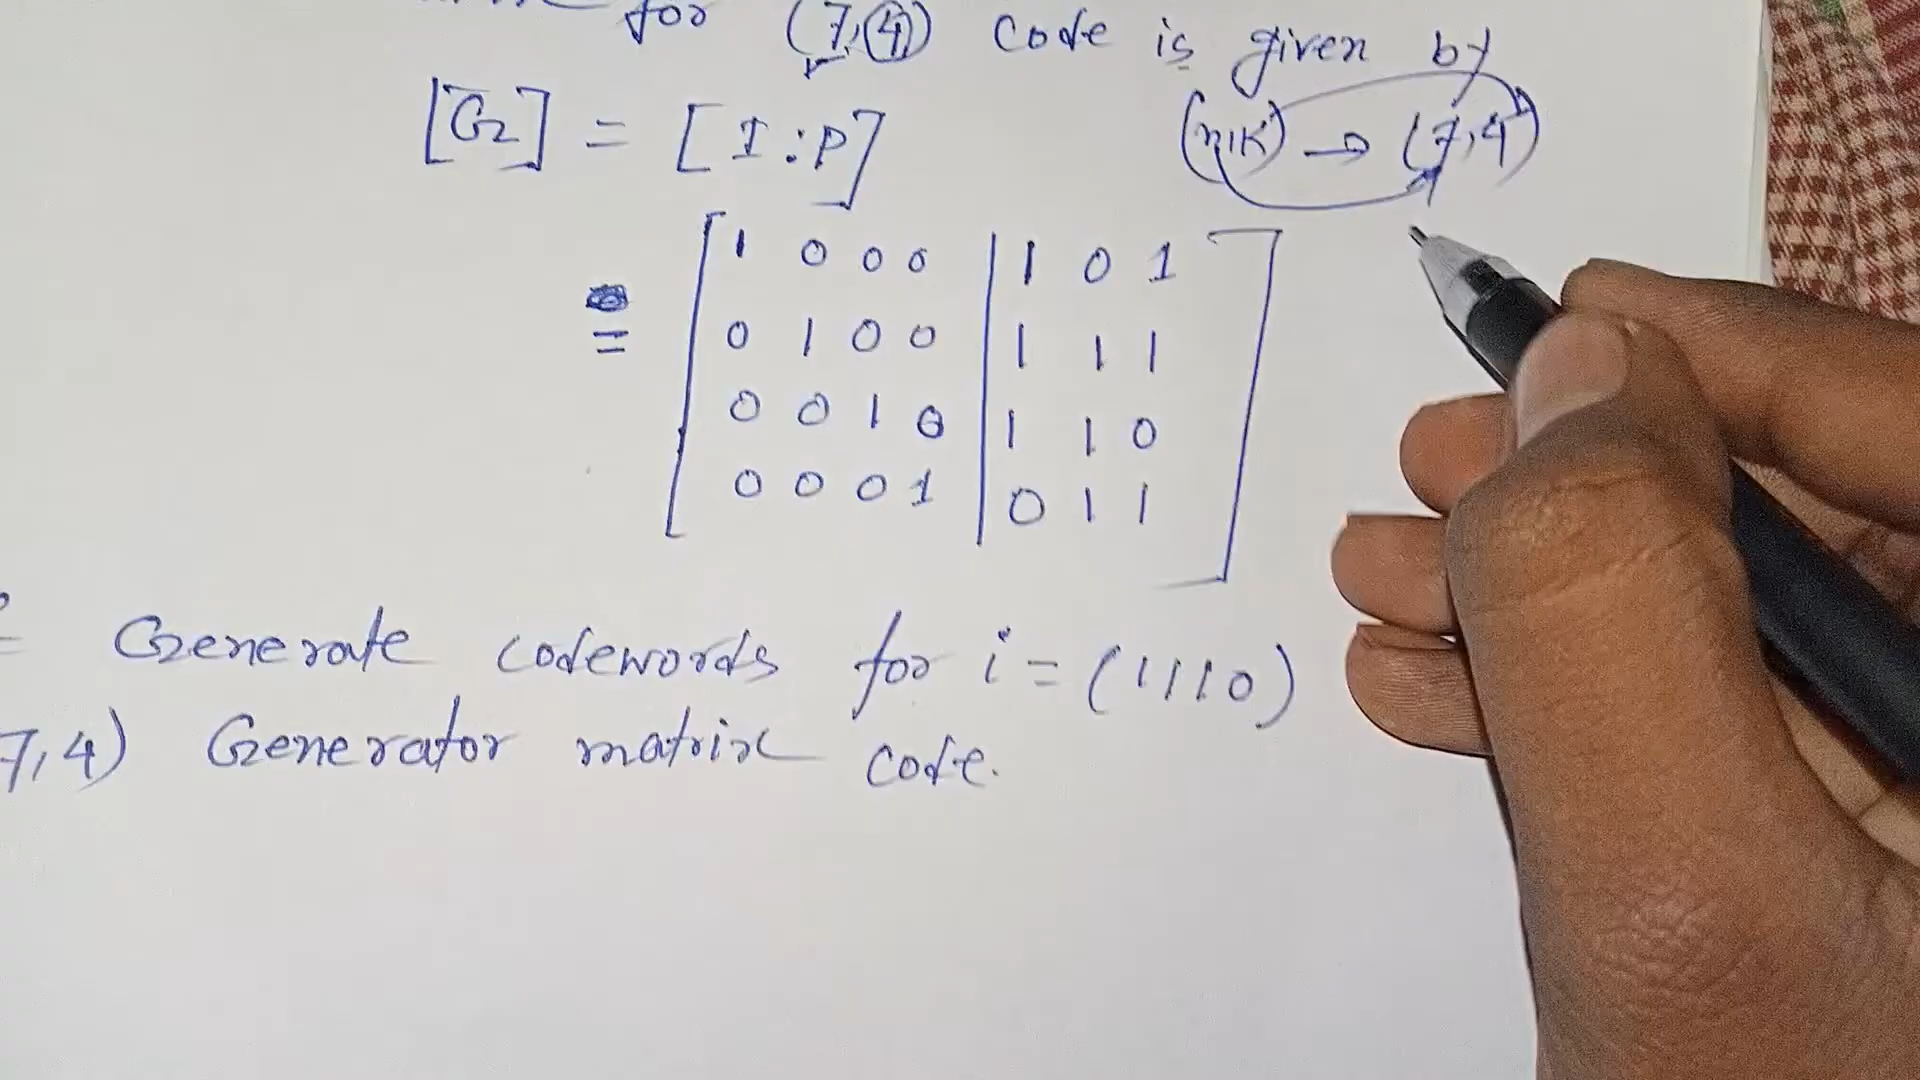 for (7,4) code is given by
[G] = [I:P] (n,k) → (7,4)
= [1 0 0 0 | 1 0 1
0 1 0 0 | 1 1 1
0 0 1 0 | 1 1 0
0 0 0 1 | 0 1 1]
Generate codewords for i = (1110)
7,4) Generator matrix code.